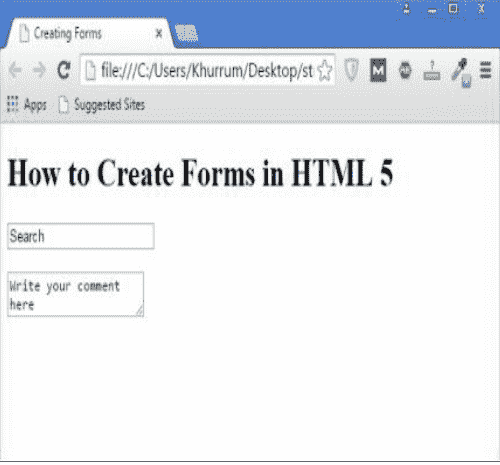 Creating Forms
file:///C:/Users/Khurrum/Desktop/st
Apps Suggested Sites
How to Create Forms in HTML 5
Search
Write your comment
here